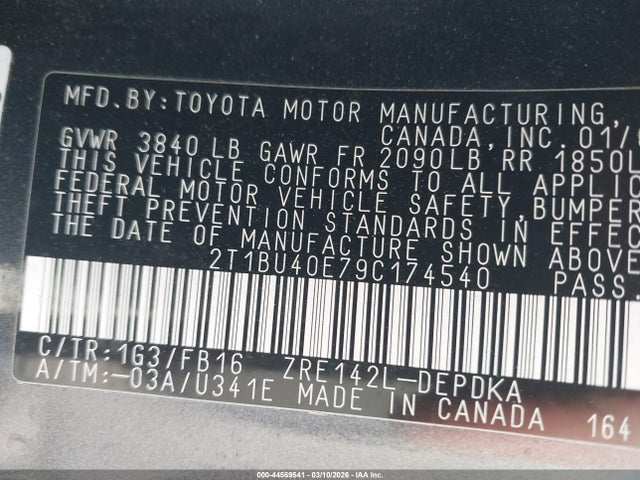 MFD.BY:TOYOTA MOTOR MANUFACTURING,
CANADA,INC. 01/
GVWR 3840 LB GAWR FR 2090LB RR 1850L
THIS VEHICLE CONFORMS TO ALL APPLIC
FEDERAL MOTOR VEHICLE SAFETY,BUMPER
THEFT PREVENTION STANDARDS IN EFFEC
THE DATE OF MANUFACTURE SHOWN ABOVE
2T1BU40E79C174540 PASS
C/TR:1G3/FB16 ZRE142L-DEPDKA
A/TM:-03A/U341E MADE IN CANADA 164
000-44569541 - 03/10/2026 - IAA Inc.